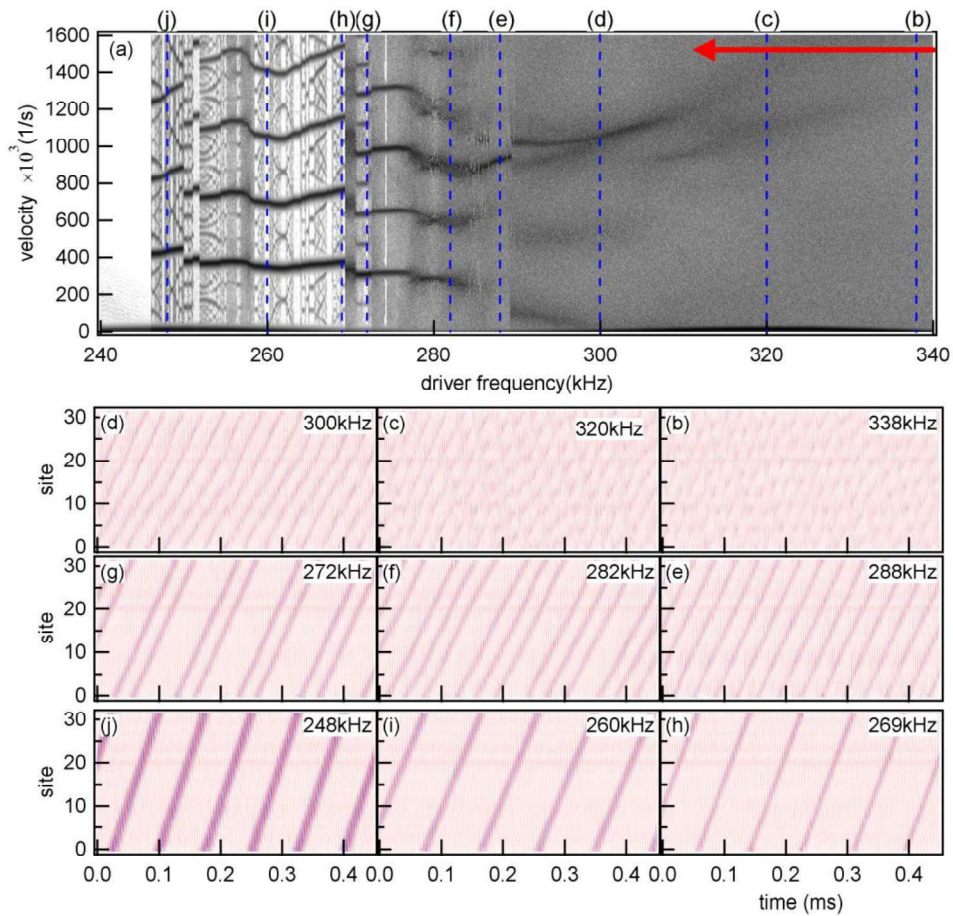 (j) (i) (h) (g) (f) (e) (d) (c) (b)
(a)
1600
1400
1200
1000
800
600
400
200
0
velocity ×10³(1/s)
240 260 280 300 320 340
driver frequency(kHz)
(d) 300kHz (c) 320kHz (b) 338kHz
30
20
10
0
site
(g) 272kHz (f) 282kHz (e) 288kHz
30
20
10
0
site
(j) 248kHz (i) 260kHz (h) 269kHz
30
20
10
0
site
0.0 0.1 0.2 0.3 0.4 0.0 0.1 0.2 0.3 0.4 0.0 0.1 0.2 0.3 0.4
time (ms)